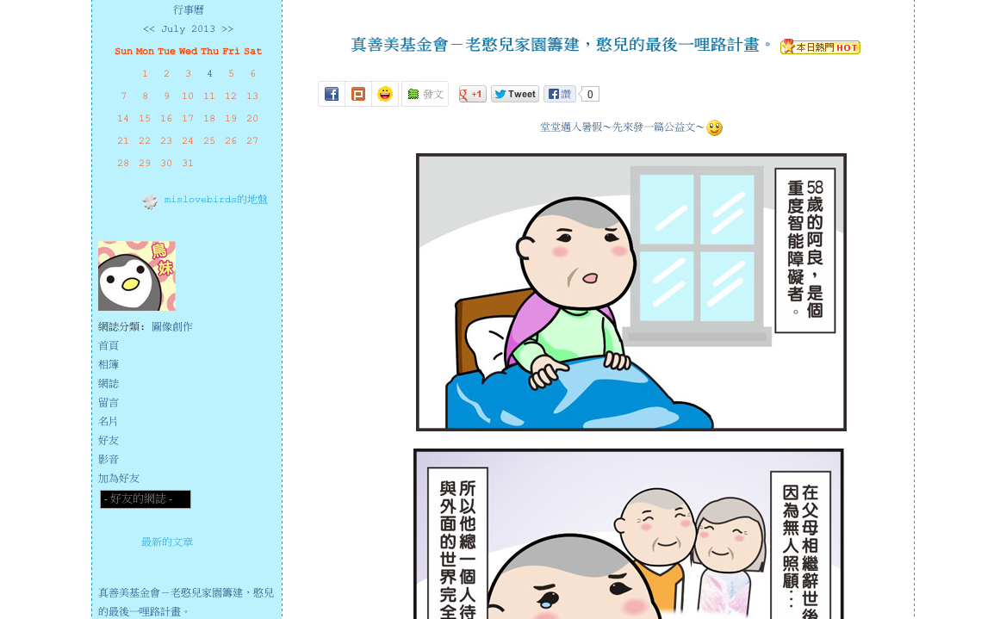 行事曆
<< July 2013 >>
Sun Mon Tue Wed Thu Fri Sat
1 2 3 4 5 6
7 8 9 10 11 12 13
14 15 16 17 18 19 20
21 22 23 24 25 26 27
28 29 30 31
mislovebirds的地盤
鳥妹
網誌分類: 圖像創作
首頁
相簿
網誌
留言
名片
好友
影音
加為好友
- 好友的網誌 -
最新的文章
真善美基金會－老憨兒家園籌建，憨兒
的最後一哩路計畫。
真善美基金會－老憨兒家園籌建，憨兒的最後一哩路計畫。 本日熱門 HOT
發文 +1 Tweet 讚 0
堂堂邁入暑假~先來發一篇公益文~
58歲的阿良，是個
重度智能障礙者。
在父母相繼辭世後
因為無人照顧…
所以他總一個人待
與外面的世界完全